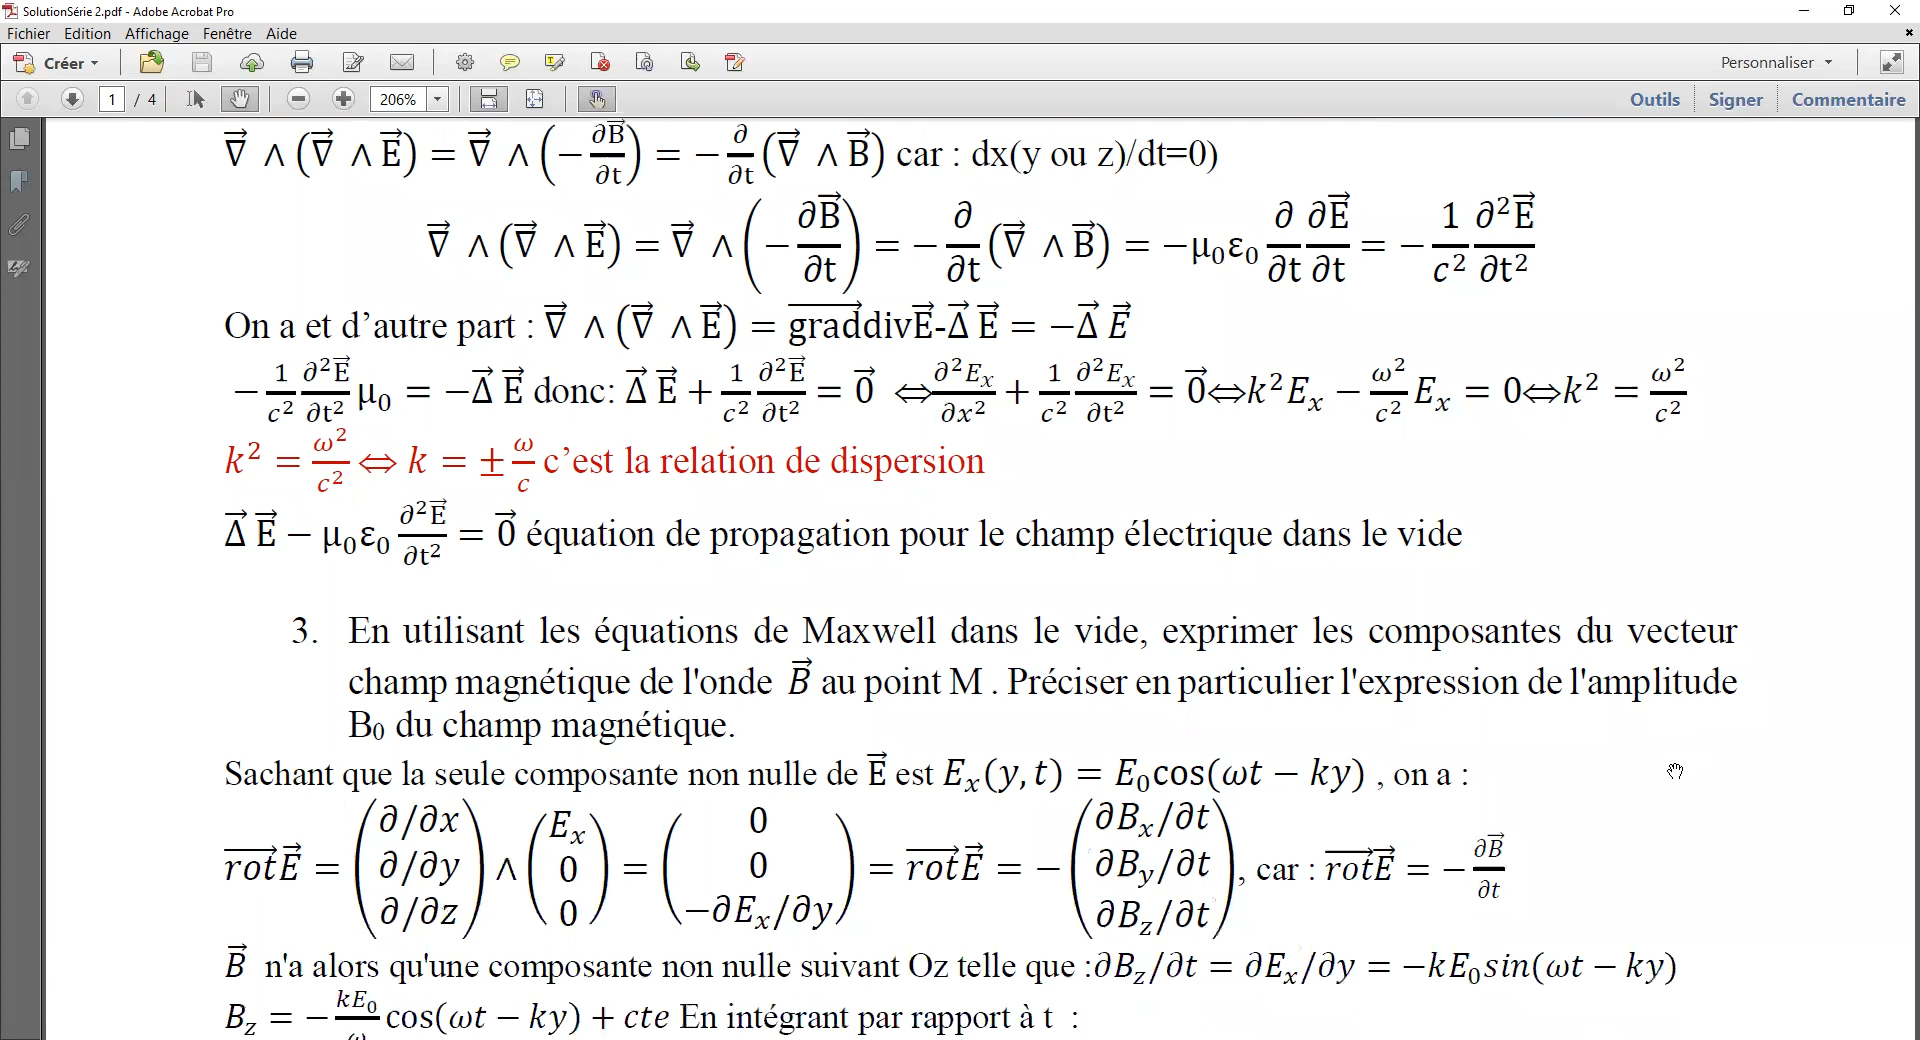 SolutionSérie 2.pdf - Adobe Acrobat Pro
Fichier Edition Affichage Fenêtre Aide
Créer Personnaliser
1 / 4 206% Outils Signer Commentaire
∇⃗ ∧ (∇⃗ ∧ E⃗) = ∇⃗ ∧ (−∂B⃗/∂t) = −∂/∂t (∇⃗ ∧ B⃗) car : dx(y ou z)/dt=0)
∇⃗ ∧ (∇⃗ ∧ E⃗) = ∇⃗ ∧ (−∂B⃗/∂t) = −∂/∂t (∇⃗ ∧ B⃗) = −μ₀ε₀ ∂/∂t ∂E⃗/∂t = −1/c² ∂²E⃗/∂t²
On a et d’autre part : ∇⃗ ∧ (∇⃗ ∧ E⃗) = graddivE⃗-Δ⃗ E⃗ = −Δ⃗ E⃗
−1/c² ∂²E⃗/∂t² μ₀ = −Δ⃗ E⃗ donc: Δ⃗ E⃗ + 1/c² ∂²E⃗/∂t² = 0⃗ ⇔ ∂²Eₓ/∂x² + 1/c² ∂²Eₓ/∂t² = 0⃗ ⇔ k²Eₓ − ω²/c² Eₓ = 0 ⇔ k² = ω²/c²
k² = ω²/c² ⇔ k = ± ω/c c’est la relation de dispersion
Δ⃗ E⃗ − μ₀ε₀ ∂²E⃗/∂t² = 0⃗ équation de propagation pour le champ électrique dans le vide
3. En utilisant les équations de Maxwell dans le vide, exprimer les composantes du vecteur
champ magnétique de l'onde B⃗ au point M . Préciser en particulier l'expression de l'amplitude
B₀ du champ magnétique.
Sachant que la seule composante non nulle de E⃗ est Eₓ(y, t) = E₀cos(ωt − ky) , on a :
rotE⃗ = (∂/∂x ∂/∂y ∂/∂z) ∧ (Eₓ 0 0) = (0 0 −∂Eₓ/∂y) = rotE⃗ = −(∂Bₓ/∂t ∂B_y/∂t ∂B_z/∂t), car : rotE⃗ = −∂B⃗/∂t
B⃗ n'a alors qu'une composante non nulle suivant Oz telle que :∂B_z/∂t = ∂Eₓ/∂y = −kE₀sin(ωt − ky)
B_z = −kE₀/ω cos(ωt − ky) + cte En intégrant par rapport à t :